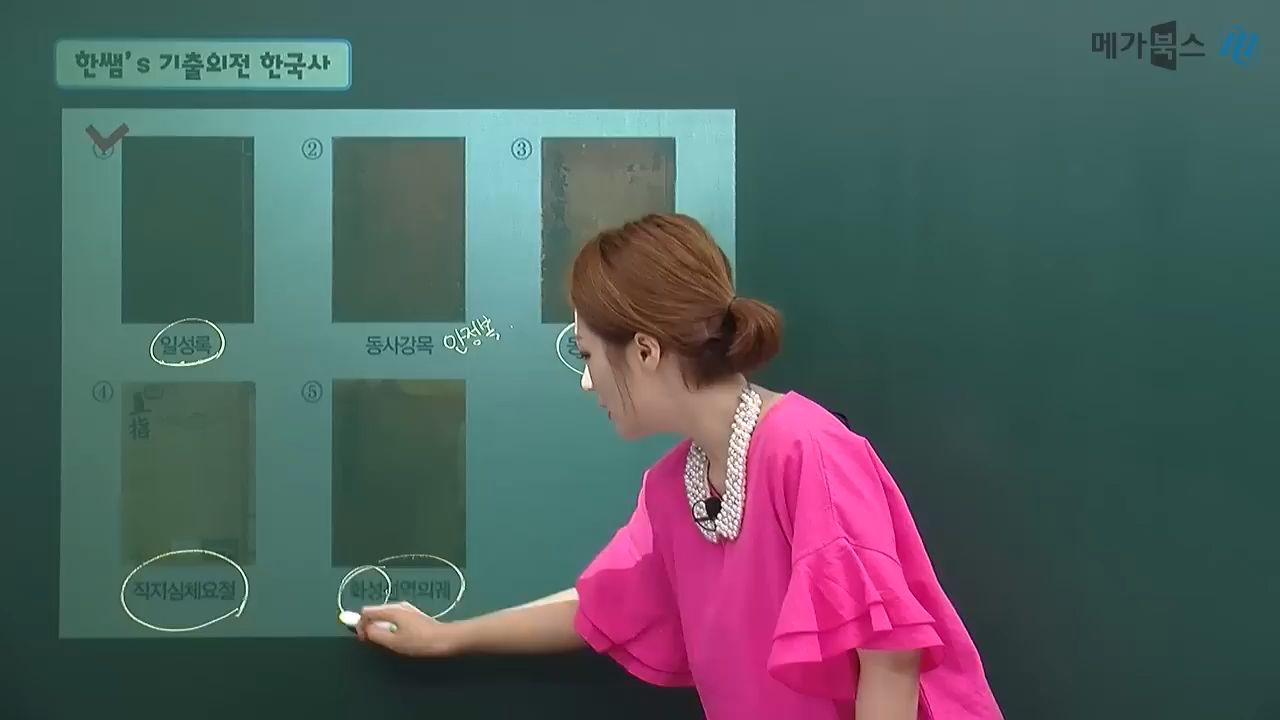 한쌤's 기출외전 한국사
메가북스
①
②
③
일성록
동사강목 안정복
④
⑤
直指
직지심체요절
화성성역의궤